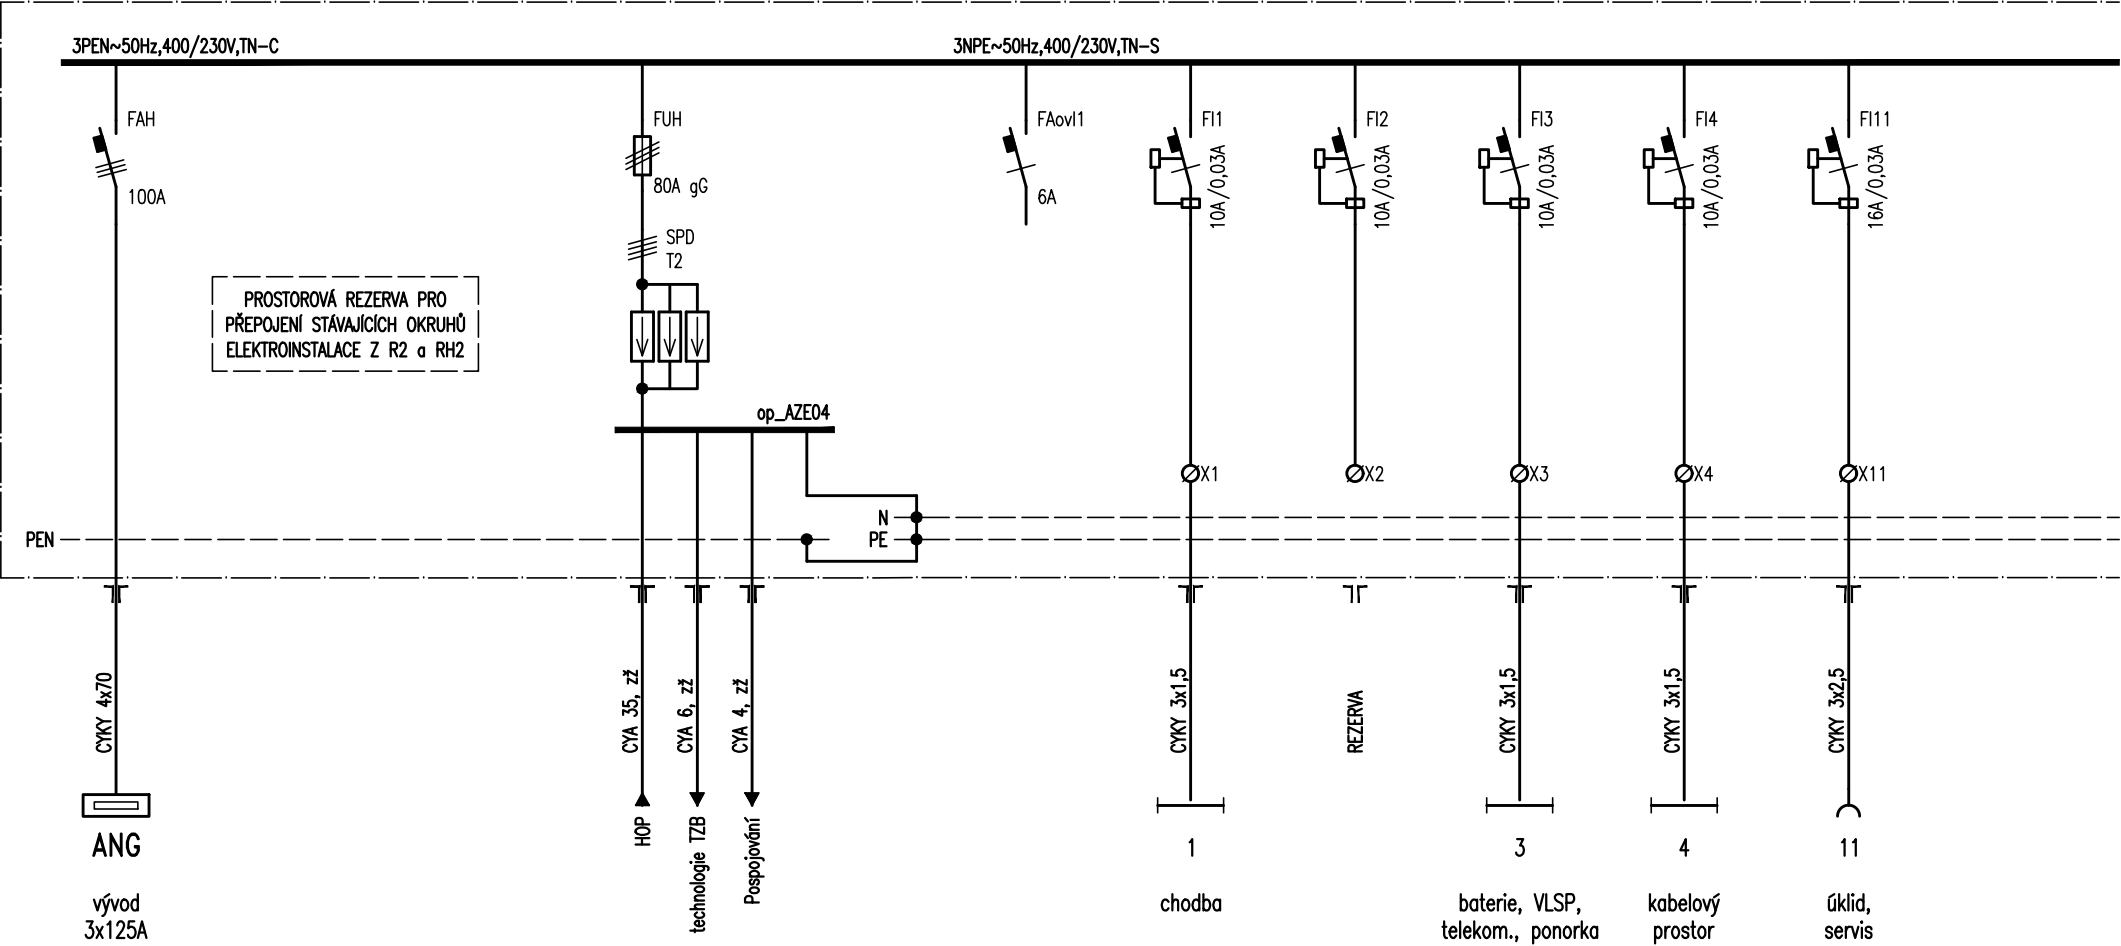 3PEN~50Hz,400/230V,TN-C
3NPE~50Hz,400/230V,TN-S
FAH
100A
FUH
80A gG
SPD
T2
FAovl1
6A
FI1
10A/0,03A
FI2
10A/0,03A
FI3
10A/0,03A
FI4
10A/0,03A
FI11
16A/0,03A
PROSTOROVÁ REZERVA PRO
PŘEPOJENÍ STÁVAJÍCÍCH OKRUHŮ
ELEKTROINSTALACE Z R2 a RH2
op_AZE04
X1
X2
X3
X4
X11
N
PEN
PE
CYKY 4x70
CYA 35, zž
CYA 6, zž
CYA 4, zž
CYKY 3x1,5
REZERVA
CYKY 3x1,5
CYKY 3x1,5
CYKY 3x2,5
ANG
vývod
3x125A
HOP
technologie TZB
Pospojování
1
chodba
3
baterie, VLSP,
telekom., ponorka
4
kabelový
prostor
11
úklid,
servis